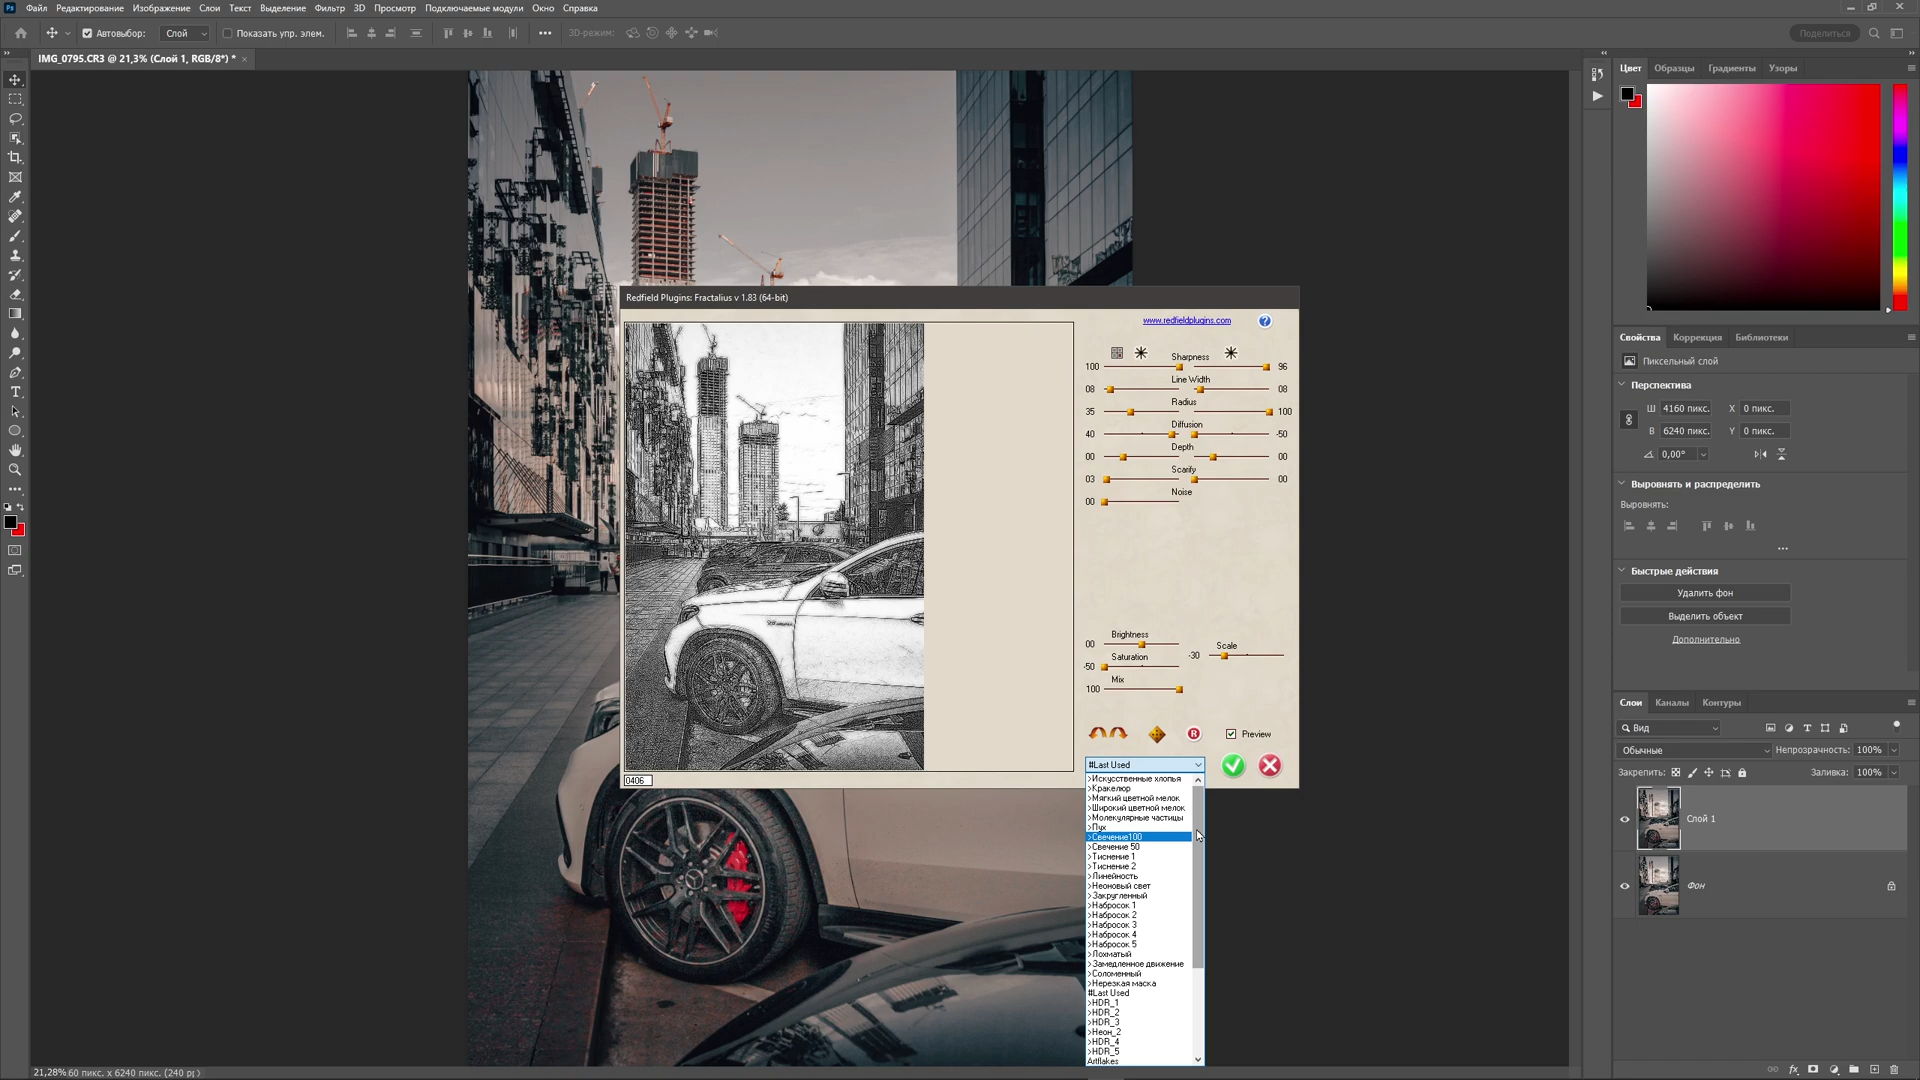 Файл Редактирование Изображение Слои Текст Выделение Фильтр 3D Просмотр Подключаемые модули Окно Справка
Автовыбор: Слой Показать упр. элем. 3D-режим: Поделиться
IMG_0795.CR3 @ 21,3% (Слой 1, RGB/8*) * ×
Цвет Образцы Градиенты Узоры
Redfield Plugins: Fractalius v 1.83 (64-bit)
www.redfieldplugins.com
Sharpness
100 96
Line Width
08 08
Radius
35 100
Diffusion
40 -50
Depth
00 00
Scarify
03 00
Noise
00
Brightness
00
Scale
-30
Saturation
-50
Mix
100
Preview
#Last Used
0406
>Искусственные хлопья
>Кракелюр
>Мягкий цветной мелок
>Широкий цветной мелок
>Молекулярные частицы
>Пух
>Свечение100
>Свечение 50
>Тиснение 1
>Тиснение 2
>Линейность
>Неоновый свет
>Закругленный
>Набросок 1
>Набросок 2
>Набросок 3
>Набросок 4
>Набросок 5
>Лохматый
>Замедленное движение
>Соломенный
>Нерезкая маска
#Last Used
>HDR_1
>HDR_2
>HDR_3
>Неон_2
>HDR_4
>HDR_5
Artflakes
Свойства Коррекция Библиотеки
Пиксельный слой
Перспектива
Ш 4160 пикс. X 0 пикс.
В 6240 пикс. Y 0 пикс.
0,00°
Выровнять и распределить
Выровнять:
Быстрые действия
Удалить фон
Выделить объект
Дополнительно
Слои Каналы Контуры
Вид
Обычные Непрозрачность: 100%
Закрепить: Заливка: 100%
Слой 1
Фон
21,28% 60 пикс. x 6240 пикс. (240 p